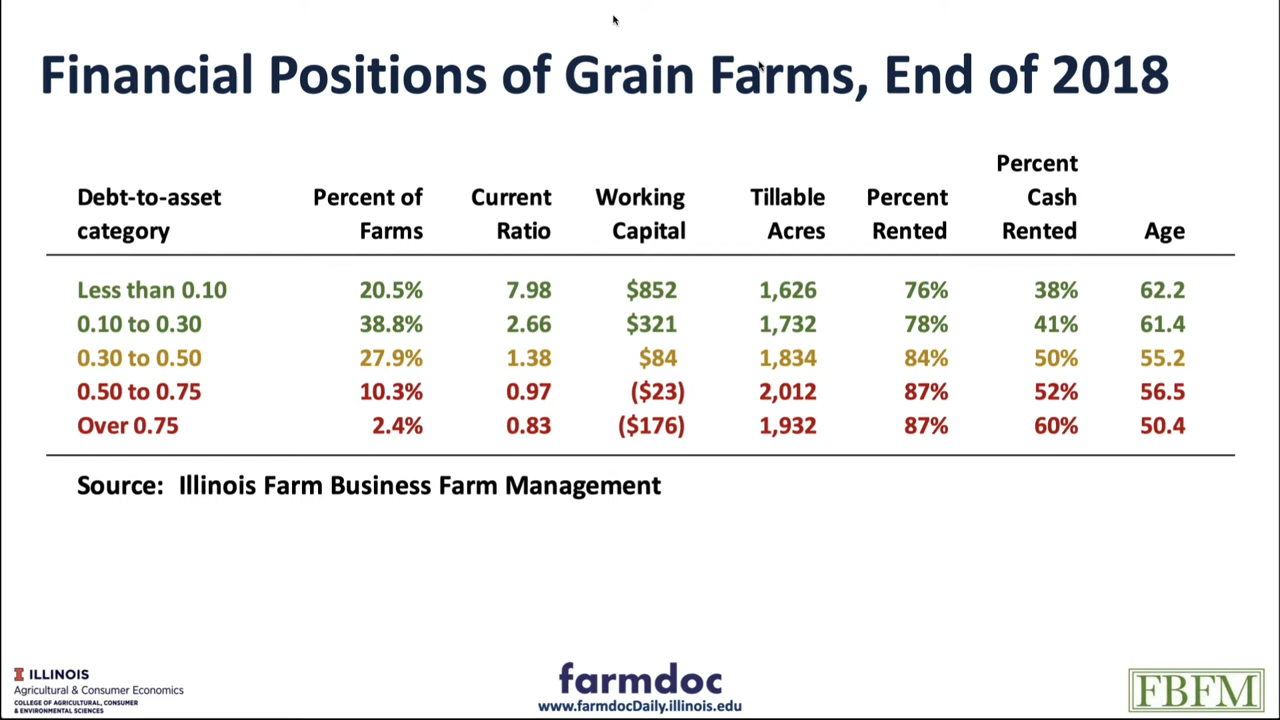 Financial Positions of Grain Farms, End of 2018
Percent
Debt-to-asset Percent of Current Working Tillable Percent Cash
category Farms Ratio Capital Acres Rented Rented Age
Less than 0.10 20.5% 7.98 $852 1,626 76% 38% 62.2
0.10 to 0.30 38.8% 2.66 $321 1,732 78% 41% 61.4
0.30 to 0.50 27.9% 1.38 $84 1,834 84% 50% 55.2
0.50 to 0.75 10.3% 0.97 ($23) 2,012 87% 52% 56.5
Over 0.75 2.4% 0.83 ($176) 1,932 87% 60% 50.4
Source: Illinois Farm Business Farm Management
I ILLINOIS
Agricultural & Consumer Economics
COLLEGE OF AGRICULTURAL, CONSUMER
& ENVIRONMENTAL SCIENCES
farmdoc
www.farmdocDaily.illinois.edu
FBFM